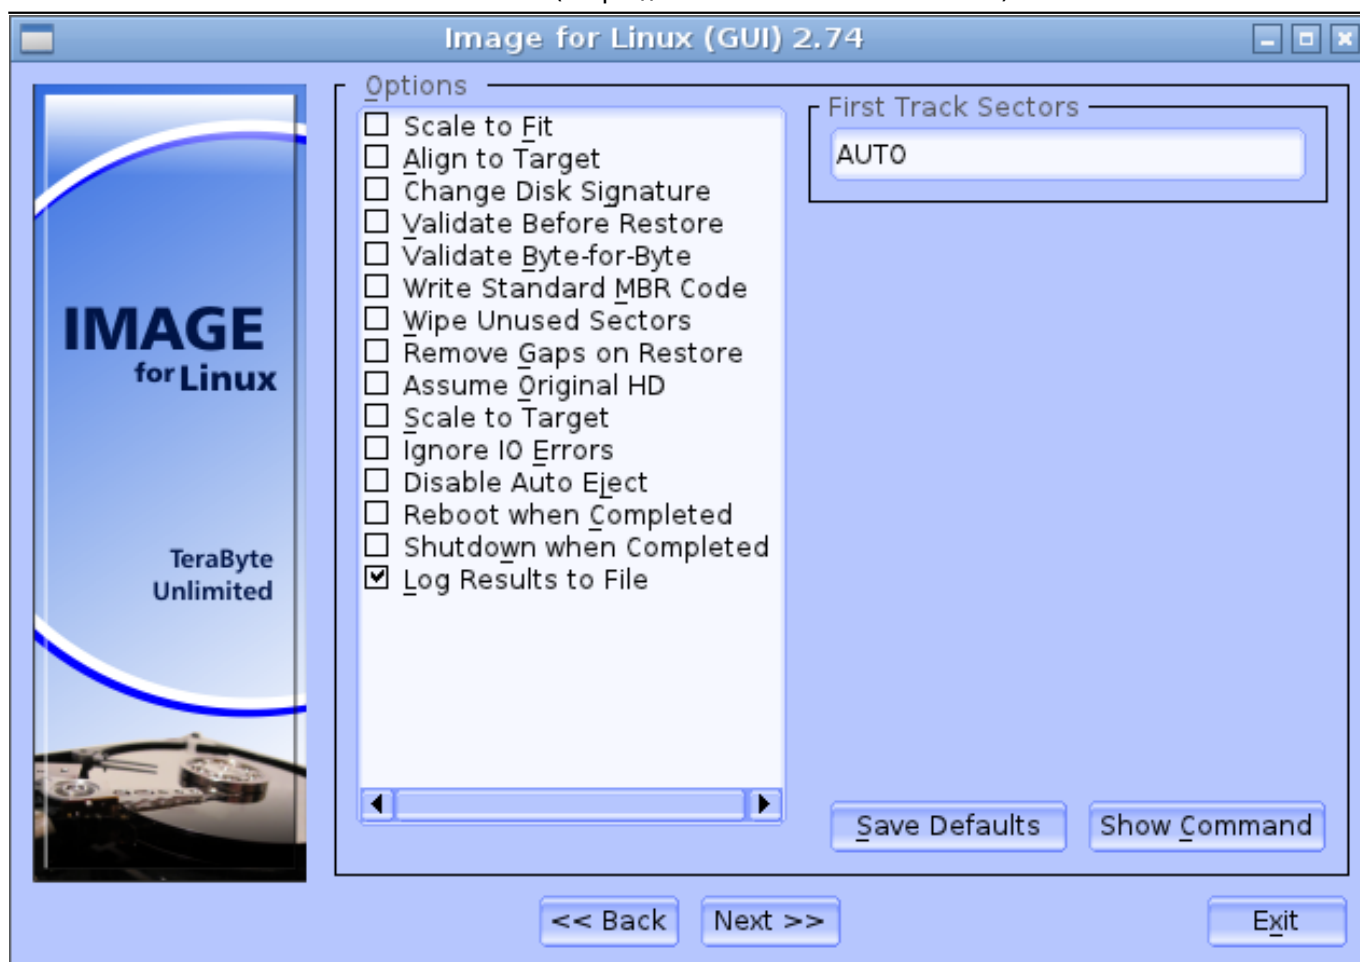 Image for Linux (GUI) 2.74
IMAGE
for Linux
TeraByte
Unlimited
Options
Scale to Fit
Align to Target
Change Disk Signature
Validate Before Restore
Validate Byte-for-Byte
Write Standard MBR Code
Wipe Unused Sectors
Remove Gaps on Restore
Assume Original HD
Scale to Target
Ignore IO Errors
Disable Auto Eject
Reboot when Completed
Shutdown when Completed
Log Results to File
First Track Sectors
AUTO
Save Defaults
Show Command
<< Back
Next >>
Exit